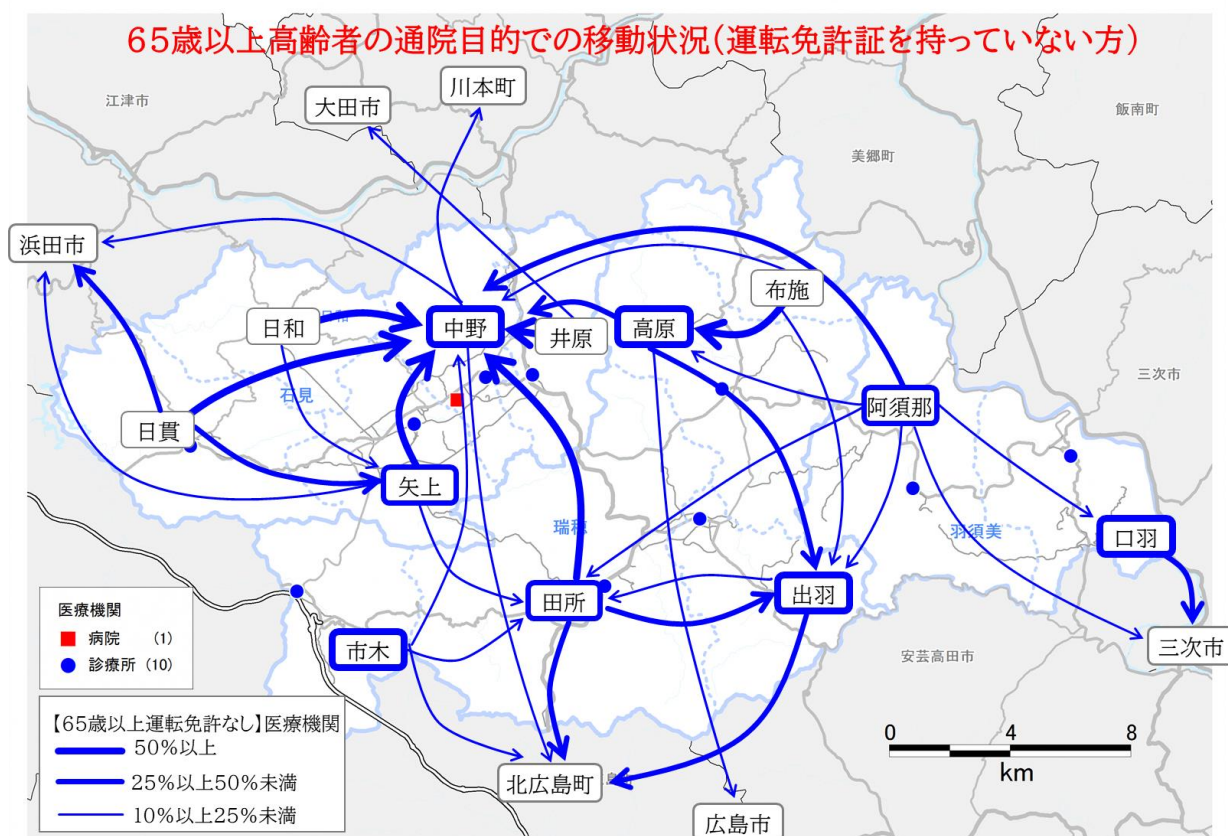 65歳以上高齢者の通院目的での移動状況(運転免許証を持っていない方)
川本町
江津市
大田市
飯南町
美郷町
浜田市
布施
日和
中野
井原
高原
三次市
石見
阿須那
日貫
矢上
瑞穂
羽須美
口羽
田所
出羽
医療機関
病院 (1)
診療所 (10)
市木
三次市
安芸高田市
【65歳以上運転免許なし】医療機関
50%以上
25%以上50%未満
10%以上25%未満
0 4 8
km
北広島町
島
広島市